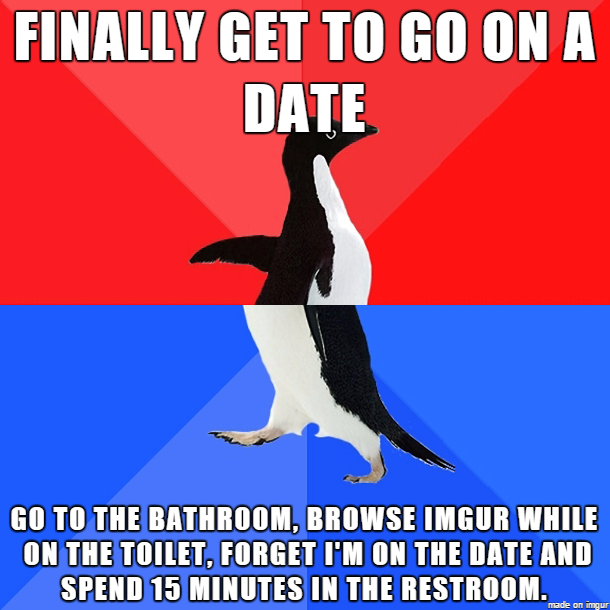 FINALLY GET TO GO ON A
DATE
GO TO THE BATHROOM, BROWSE IMGUR WHILE
ON THE TOILET, FORGET I'M ON THE DATE AND
SPEND 15 MINUTES IN THE RESTROOM.
made on imgur